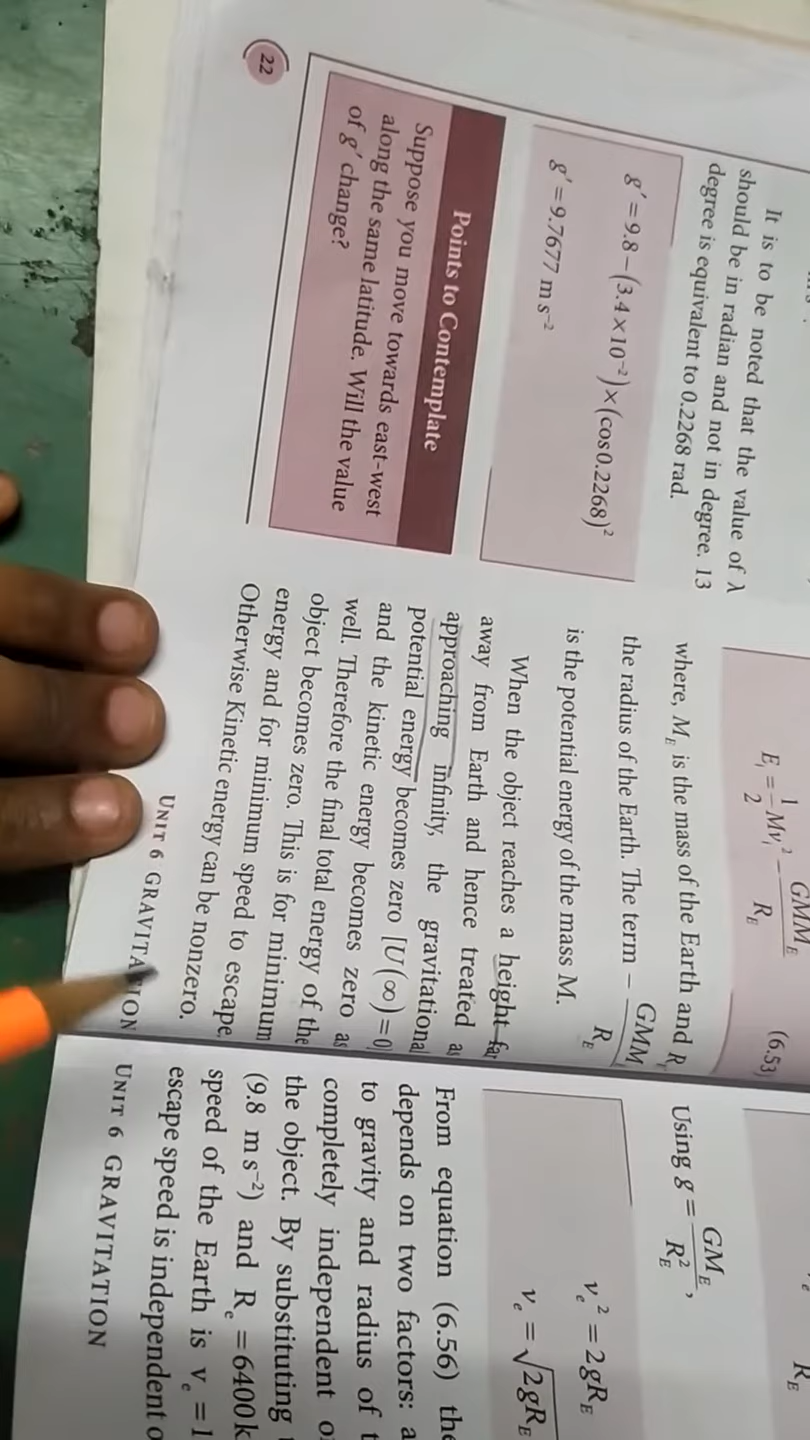 It is to be noted that the value of λ
should be in radian and not in degree. 13
degree is equivalent to 0.2268 rad.
g′ = 9.8 − (3.4×10⁻²)×(cos 0.2268)²
g′ = 9.7677 m s⁻²
Points to Contemplate
Suppose you move towards east-west
along the same latitude. Will the value
of g′ change?
22
E_i = 1/2 Mv_i² − GMM_E/R_E (6.53)
where, M_E is the mass of the Earth and R
the radius of the Earth. The term − GMM/R_E
is the potential energy of the mass M.
When the object reaches a height far
away from Earth and hence treated as
approaching infinity, the gravitational
potential energy becomes zero [U(∞) = 0]
and the kinetic energy becomes zero as
well. Therefore the final total energy of the
object becomes zero. This is for minimum
energy and for minimum speed to escape.
Otherwise Kinetic energy can be nonzero.
UNIT 6 GRAVITATION
R_E
Using g = GM_E/R_E²,
v_e² = 2gR_E
v_e = √2gR_E
From equation (6.56) the
depends on two factors: a
to gravity and radius of t
completely independent o
the object. By substituting
(9.8 m s⁻²) and R_e = 6400 k
speed of the Earth is v_e = 1
escape speed is independent o
UNIT 6 GRAVITATION